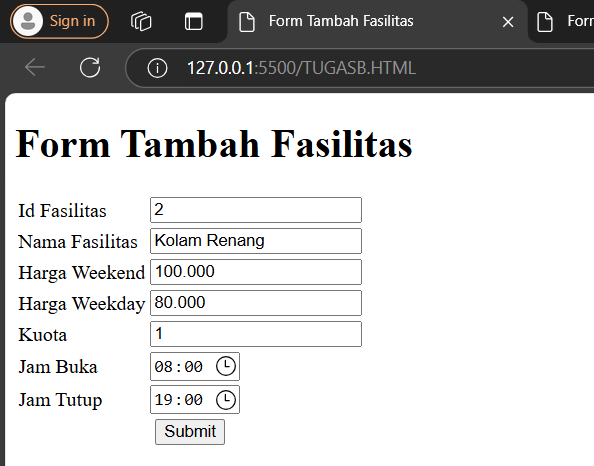 Sign in
Form Tambah Fasilitas
Forr
127.0.0.1:5500/TUGASB.HTML
Form Tambah Fasilitas
Id Fasilitas 2
Nama Fasilitas Kolam Renang
Harga Weekend 100.000
Harga Weekday 80.000
Kuota 1
Jam Buka 08:00
Jam Tutup 19:00
Submit